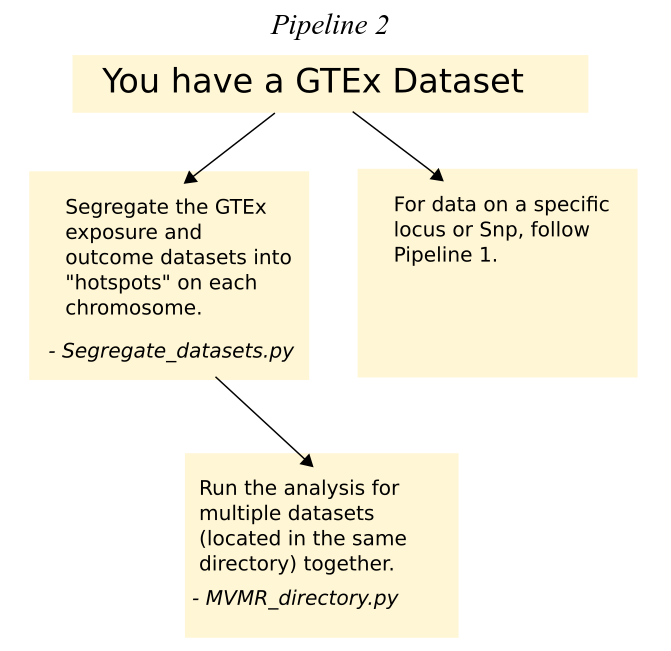 Pipeline 2
You have a GTEx Dataset
Segregate the GTEx
exposure and
outcome datasets into
"hotspots" on each
chromosome.
- Segregate_datasets.py
For data on a specific
locus or Snp, follow
Pipeline 1.
Run the analysis for
multiple datasets
(located in the same
directory) together.
- MVMR_directory.py